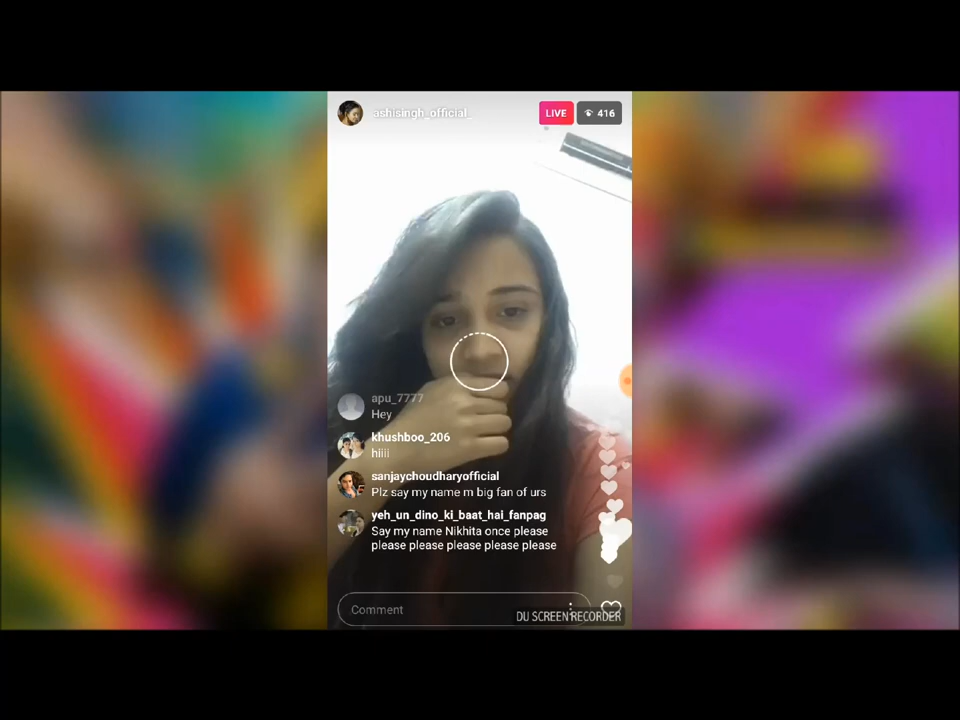 ashisingh_official_
LIVE
416
apu_7777
Hey
khushboo_206
hiiii
sanjaychoudharyofficial
Plz say my name m big fan of urs
yeh_un_dino_ki_baat_hai_fanpag
Say my name Nikhita once please
please please please please please
Comment
DU SCREEN RECORDER